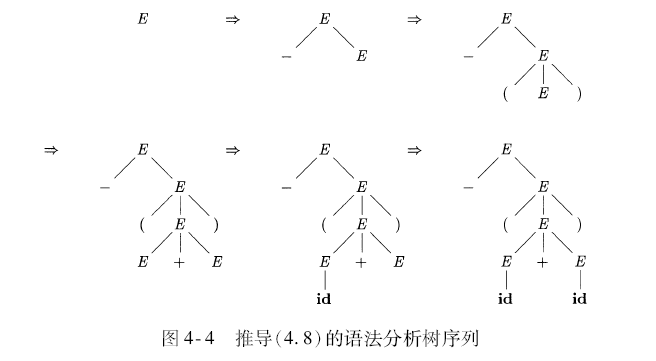 E ⇒ E ⇒ E
− E − E
( E )
⇒ E ⇒ E ⇒ E
− E − E − E
( E ) ( E ) ( E )
E + E E + E E + E
id id id
图 4-4 推导(4.8)的语法分析树序列